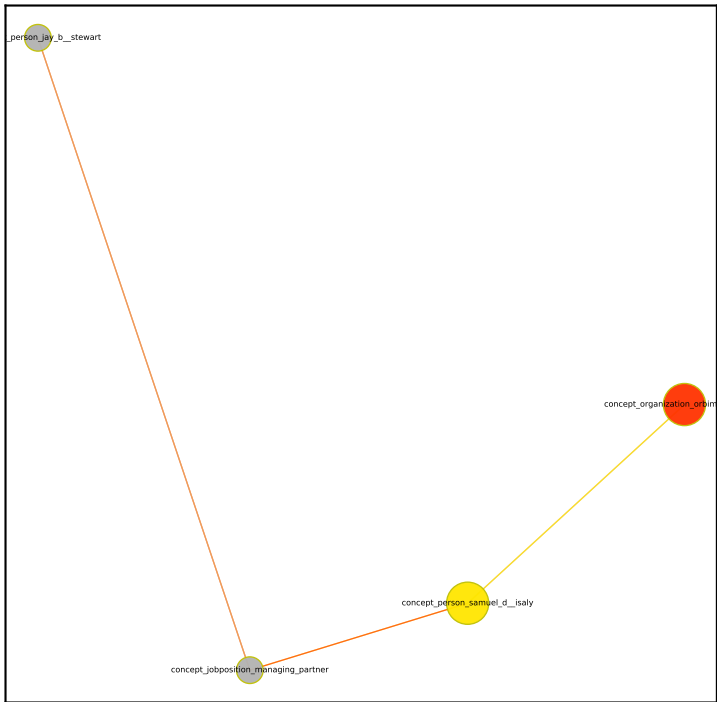 _person_jay_b__stewart
concept_organization_orbim
concept_person_samuel_d__isaly
concept_jobposition_managing_partner